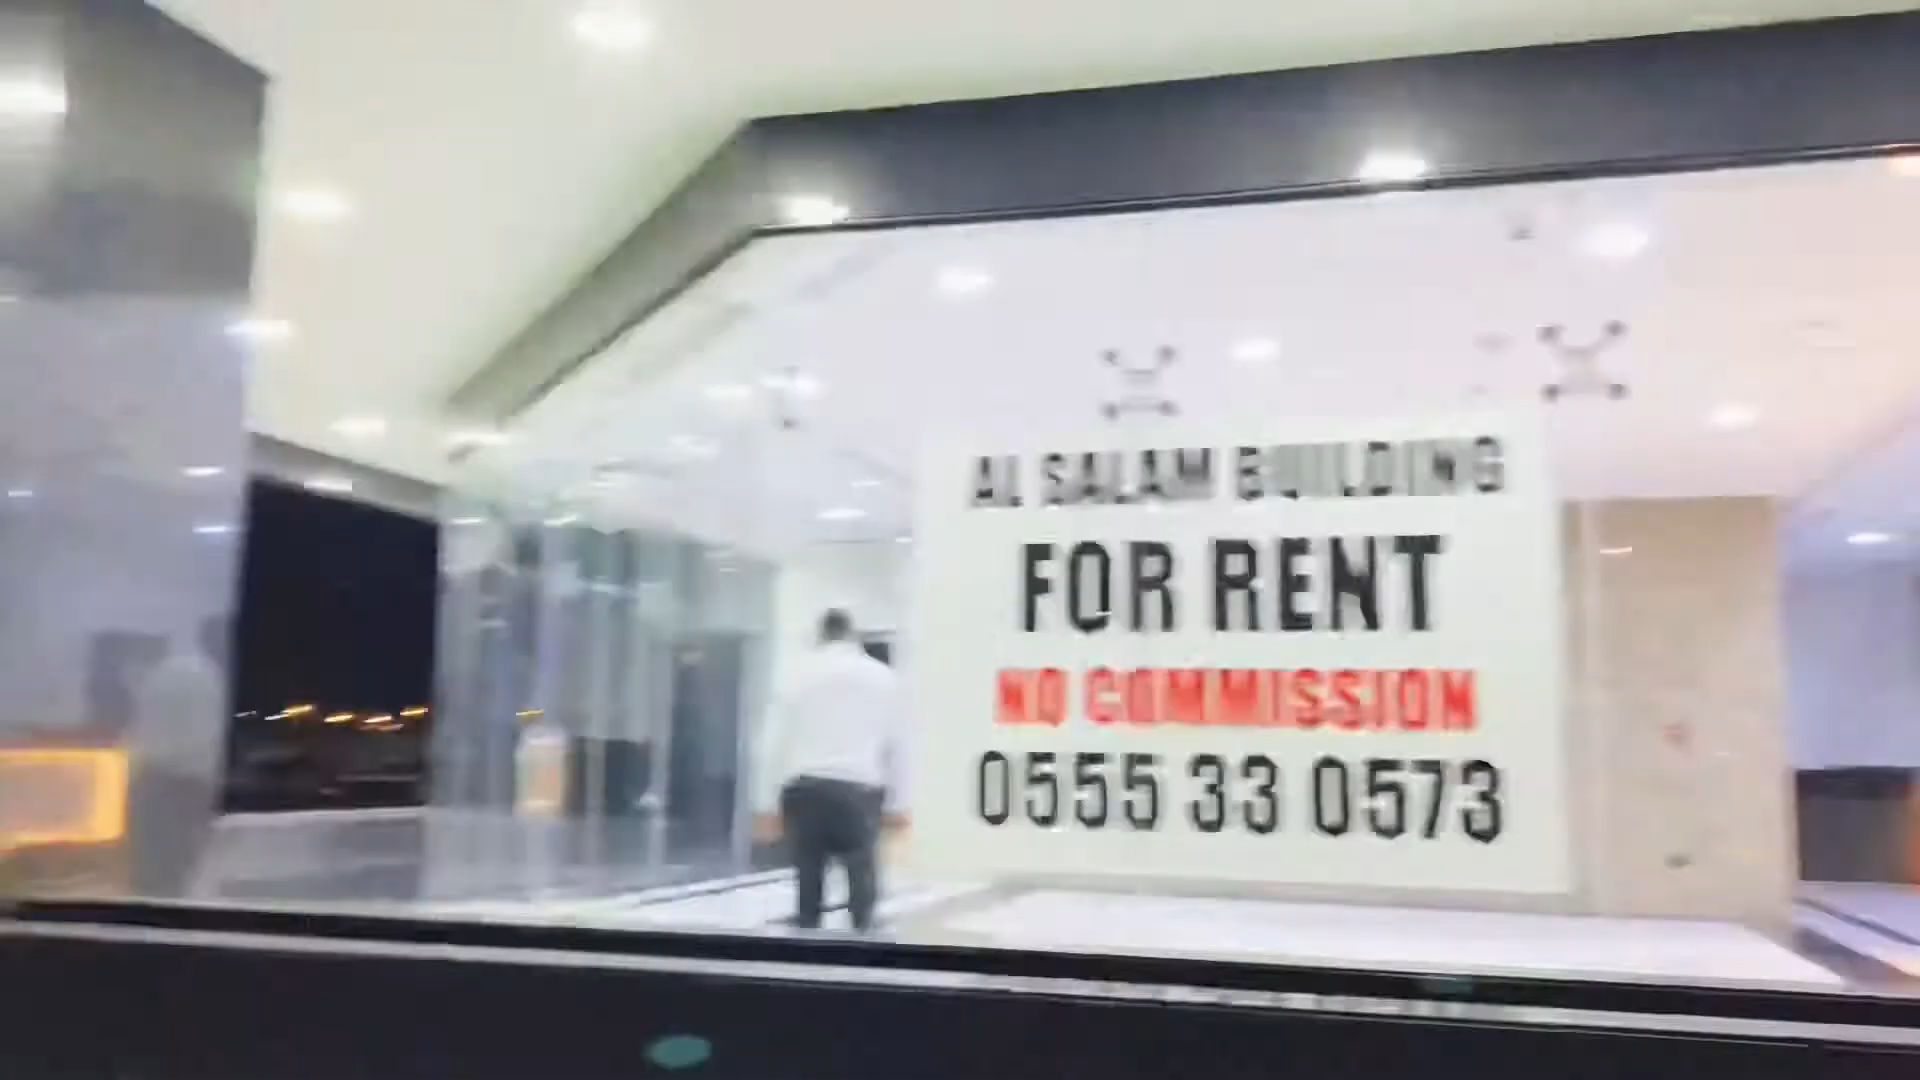 AL SALAM BUILDING
FOR RENT
NO COMMISSION
0555 33 0573